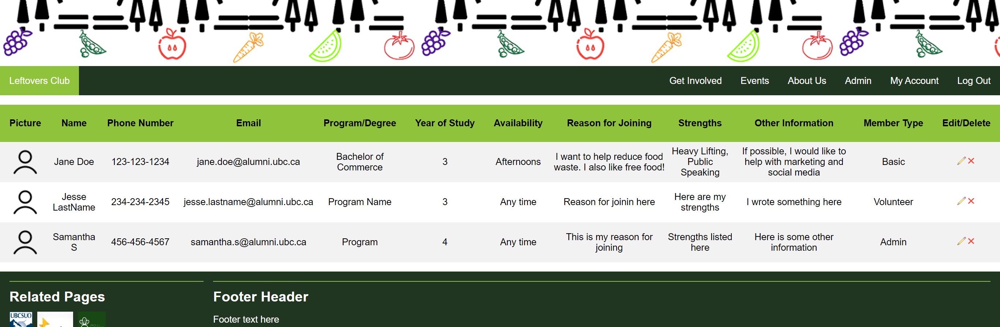 Leftovers Club Get Involved Events About Us Admin My Account Log Out
Picture Name Phone Number Email Program/Degree Year of Study Availability Reason for Joining Strengths Other Information Member Type Edit/Delete
Jane Doe
123-123-1234
jane.doe@alumni.ubc.ca
Bachelor of
Commerce
3
Afternoons
I want to help reduce food
waste. I also like free food!
Heavy Lifting,
Public
Speaking
If possible, I would like to
help with marketing and
social media
Basic
Jesse
LastName
234-234-2345
jesse.lastname@alumni.ubc.ca
Program Name
3
Any time
Reason for joinin here
Here are my
strengths
I wrote something here
Volunteer
Samantha
S
456-456-4567
samantha.s@alumni.ubc.ca
Program
4
Any time
This is my reason for
joining
Strengths listed
here
Here is some other
information
Admin
Related Pages
UBCSUO
Footer Header
Footer text here